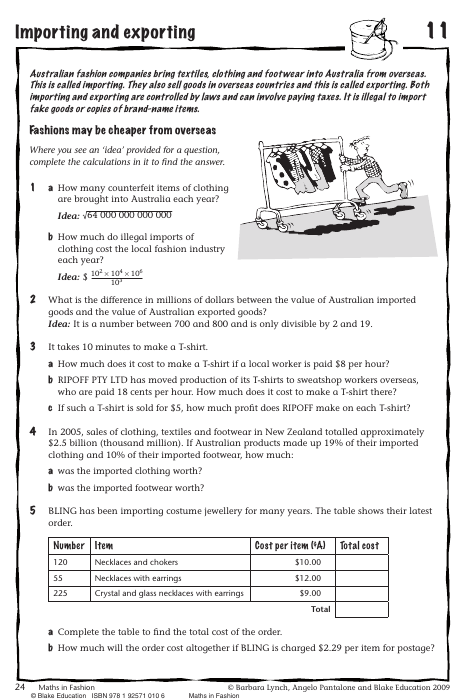 Importing and exporting
11
Australian fashion companies bring textiles, clothing and footwear into Australia from overseas.
This is called importing. They also sell goods in overseas countries and this is called exporting. Both
importing and exporting are controlled by laws and can involve paying taxes. It is illegal to import
fake goods or copies of brand-name items.
Fashions may be cheaper from overseas
Where you see an 'idea' provided for a question,
complete the calculations in it to find the answer.
1 a How many counterfeit items of clothing
are brought into Australia each year?
Idea: √64 000 000 000 000
b How much do illegal imports of
clothing cost the local fashion industry
each year?
Idea: $ 10² × 10⁴ × 10⁶
10³
2 What is the difference in millions of dollars between the value of Australian imported
goods and the value of Australian exported goods?
Idea: It is a number between 700 and 800 and is only divisible by 2 and 19.
3 It takes 10 minutes to make a T-shirt.
a How much does it cost to make a T-shirt if a local worker is paid $8 per hour?
b RIPOFF PTY LTD has moved production of its T-shirts to sweatshop workers overseas,
who are paid 18 cents per hour. How much does it cost to make a T-shirt there?
c If such a T-shirt is sold for $5, how much profit does RIPOFF make on each T-shirt?
4 In 2005, sales of clothing, textiles and footwear in New Zealand totalled approximately
$2.5 billion (thousand million). If Australian products made up 19% of their imported
clothing and 10% of their imported footwear, how much:
a was the imported clothing worth?
b was the imported footwear worth?
5 BLING has been importing costume jewellery for many years. The table shows their latest
order.
Number Item Cost per item ($A) Total cost
120 Necklaces and chokers $10.00
55 Necklaces with earrings $12.00
225 Crystal and glass necklaces with earrings $9.00
Total
a Complete the table to find the total cost of the order.
b How much will the order cost altogether if BLING is charged $2.29 per item for postage?
24 Maths in Fashion © Barbara Lynch, Angelo Pantalone and Blake Education 2009
© Blake Education ISBN 978 1 92571 010 6 Maths in Fashion